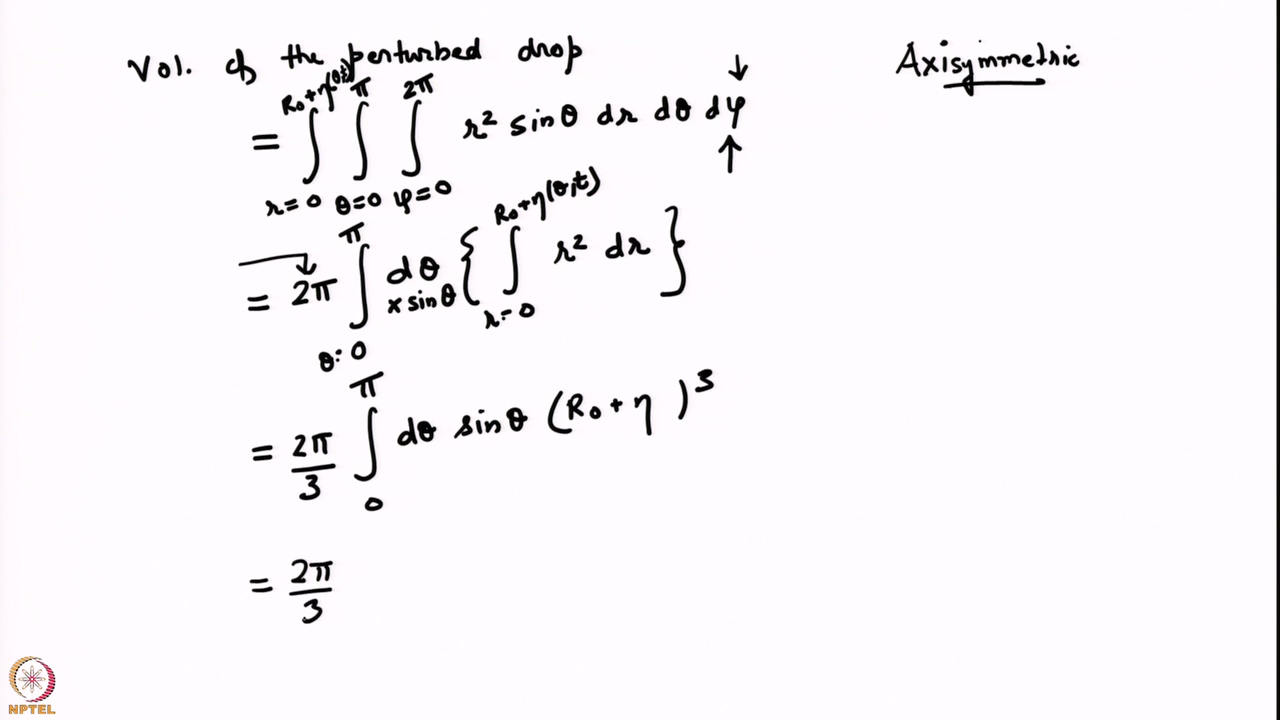 Vol. of the perturbed drop
Axisymmetric
= ∫_{r=0}^{R₀+η(θ,t)} ∫_{θ=0}^{π} ∫_{φ=0}^{2π} r² sinθ dr dθ dφ
= 2π ∫_{θ=0}^{π} dθ × sinθ { ∫_{r=0}^{R₀+η(θ,t)} r² dr }
= 2π/3 ∫_{0}^{π} dθ sinθ (R₀+η)³
= 2π/3
NPTEL